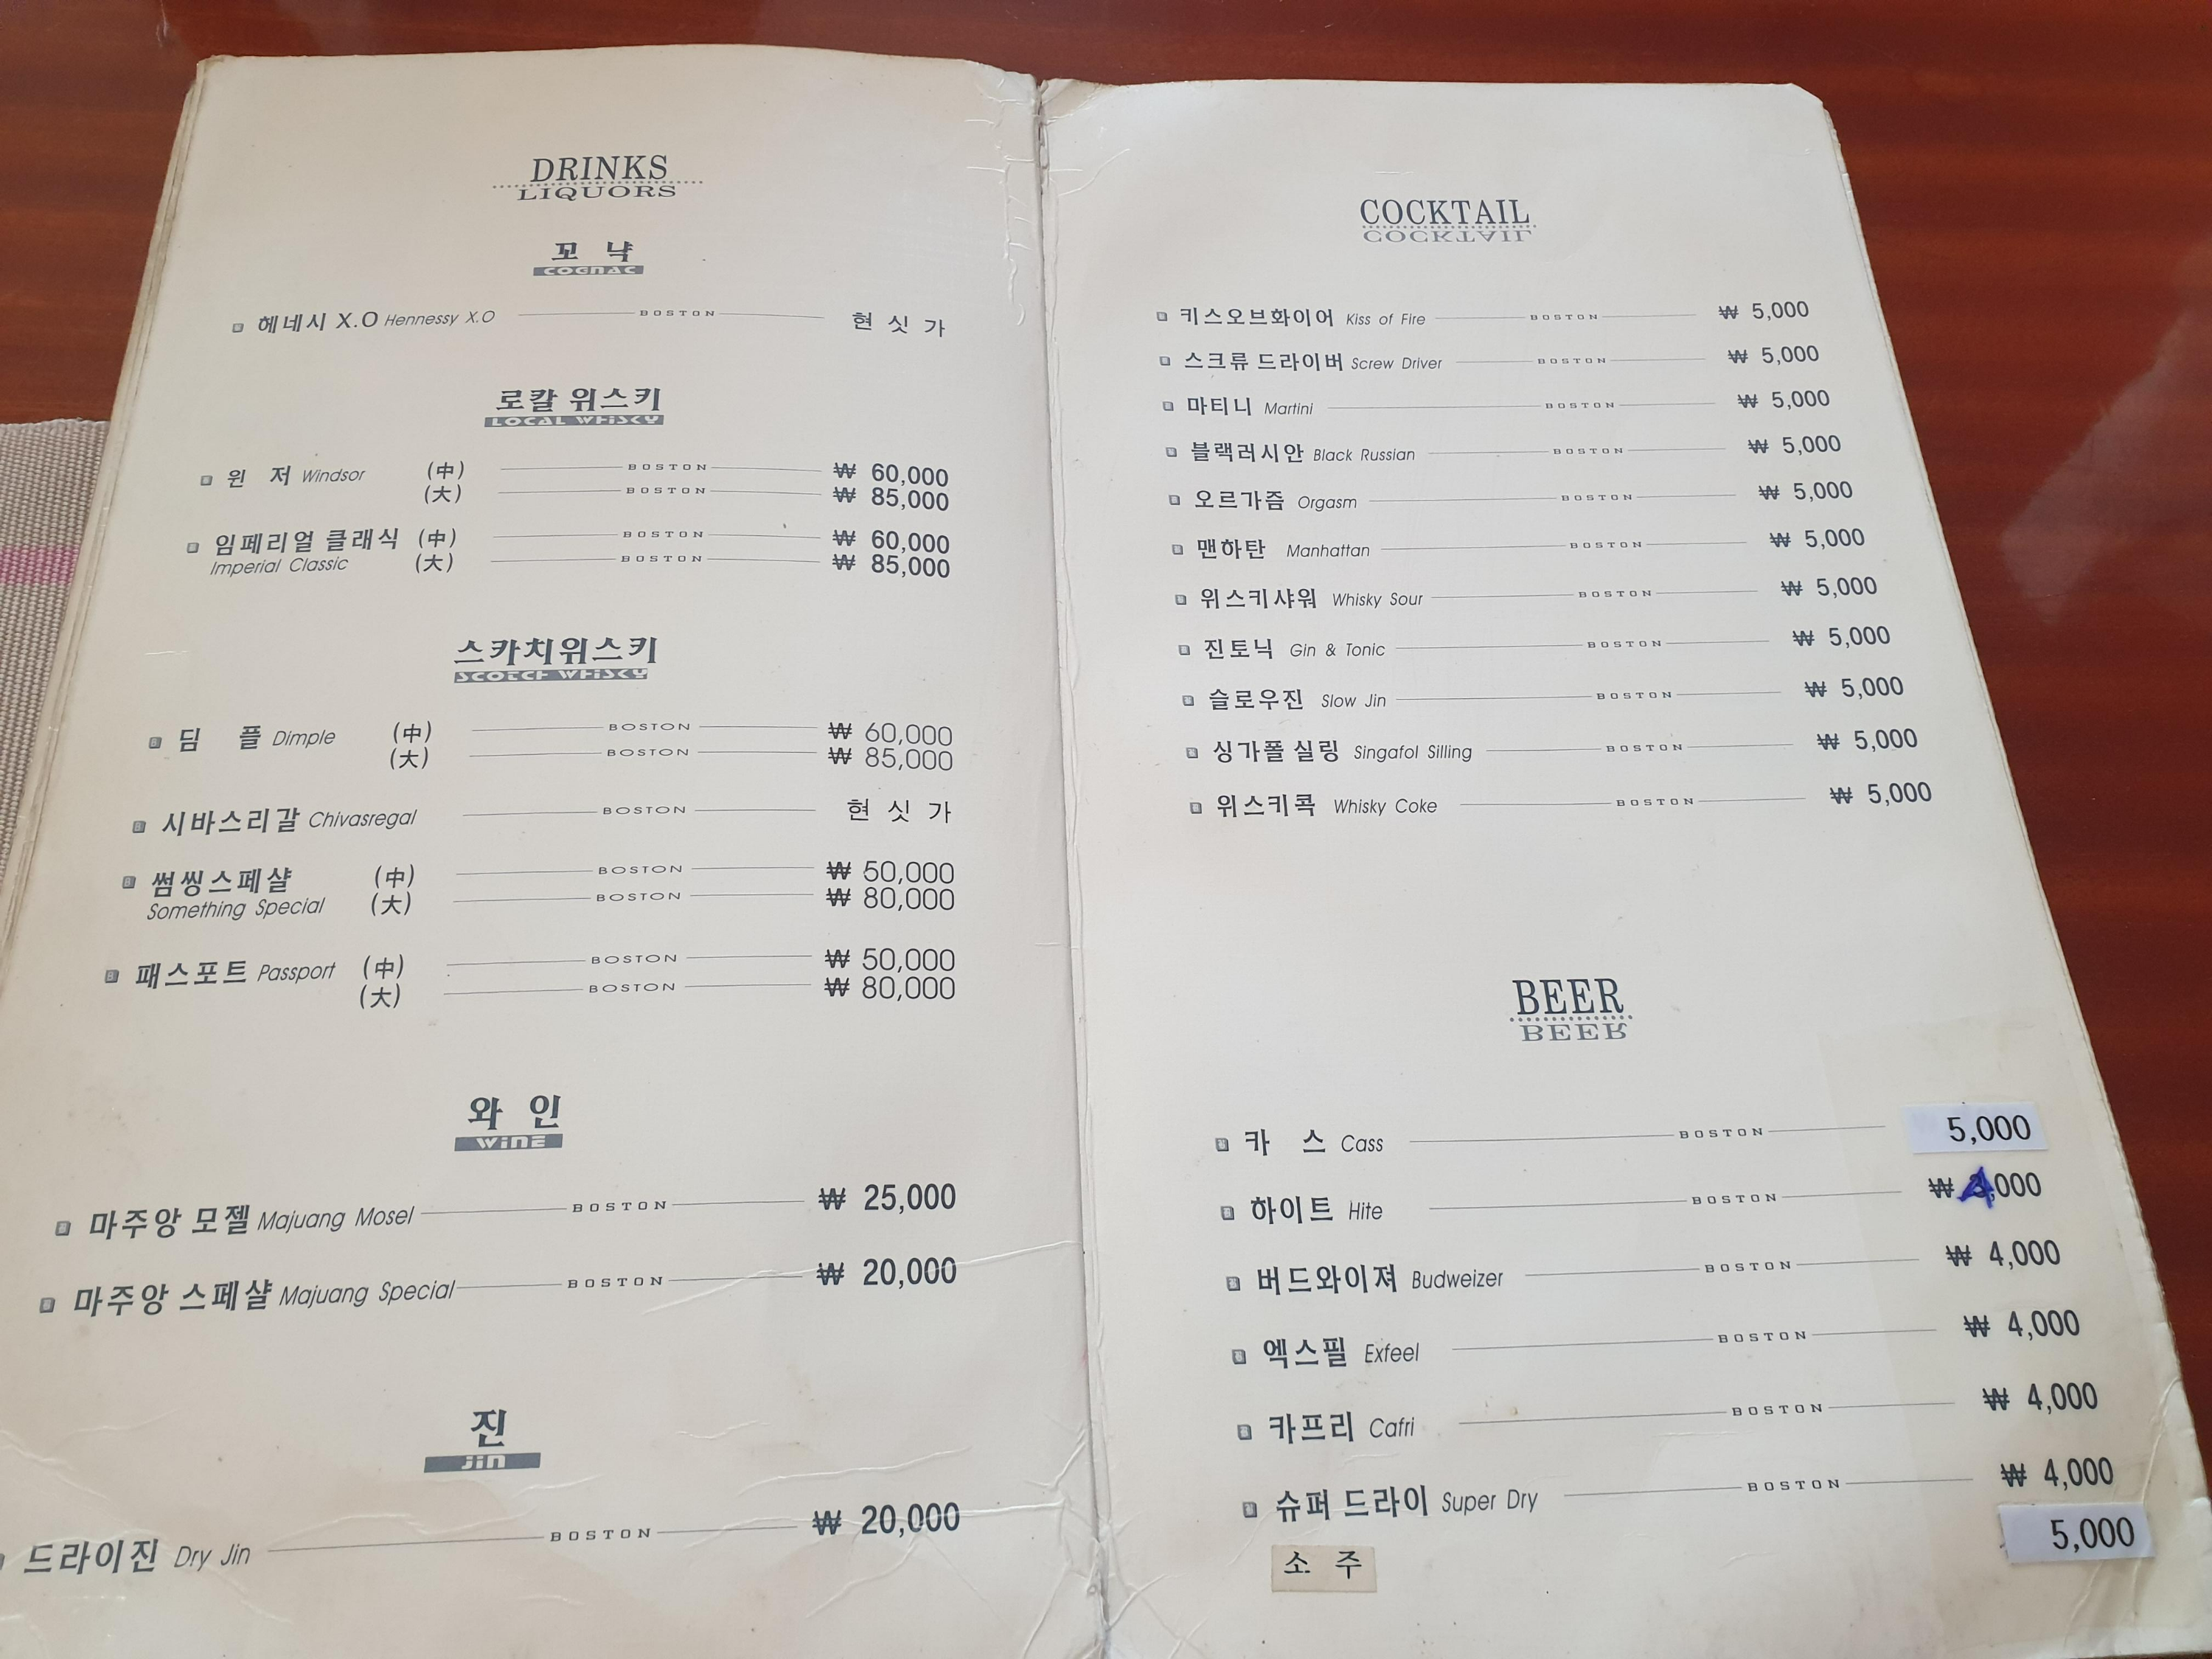 DRINKS
LIQUORS
꼬 냑
COGNAC
헤네시 X.O Hennessy X.O BOSTON 현 싯 가
로칼 위스키
LOCAL WHISKY
윈 저 Windsor (中) BOSTON ₩ 60,000
(大) BOSTON ₩ 85,000
임페리얼 클래식 (中) BOSTON ₩ 60,000
Imperial Classic (大) BOSTON ₩ 85,000
스카치위스키
SCOTCH WHISKY
딤 플 Dimple (中) BOSTON ₩ 60,000
(大) BOSTON ₩ 85,000
시바스리갈 Chivasregal BOSTON 현 싯 가
썸씽스페샬 (中) BOSTON ₩ 50,000
Something Special (大) BOSTON ₩ 80,000
패스포트 Passport (中) BOSTON ₩ 50,000
(大) BOSTON ₩ 80,000
와 인
WINE
마주앙 모젤 Majuang Mosel BOSTON ₩ 25,000
마주앙 스페샬 Majuang Special BOSTON ₩ 20,000
진
JIN
드라이진 Dry Jin BOSTON ₩ 20,000
COCKTAIL
COCKTAIL
키스오브화이어 Kiss of Fire BOSTON ₩ 5,000
스크류 드라이버 Screw Driver BOSTON ₩ 5,000
마티니 Martini BOSTON ₩ 5,000
블랙러시안 Black Russian BOSTON ₩ 5,000
오르가즘 Orgasm BOSTON ₩ 5,000
맨하탄 Manhattan BOSTON ₩ 5,000
위스키샤워 Whisky Sour BOSTON ₩ 5,000
진토닉 Gin & Tonic BOSTON ₩ 5,000
슬로우진 Slow Jin BOSTON ₩ 5,000
싱가폴 실링 Singafol Silling BOSTON ₩ 5,000
위스키콕 Whisky Coke BOSTON ₩ 5,000
BEER
BEER
카 스 Cass BOSTON 5,000
하이트 Hite BOSTON ₩ 4,000
버드와이져 Budweizer BOSTON ₩ 4,000
엑스필 Exfeel BOSTON ₩ 4,000
카프리 Cafri BOSTON ₩ 4,000
슈퍼 드라이 Super Dry BOSTON ₩ 4,000
소 주 5,000